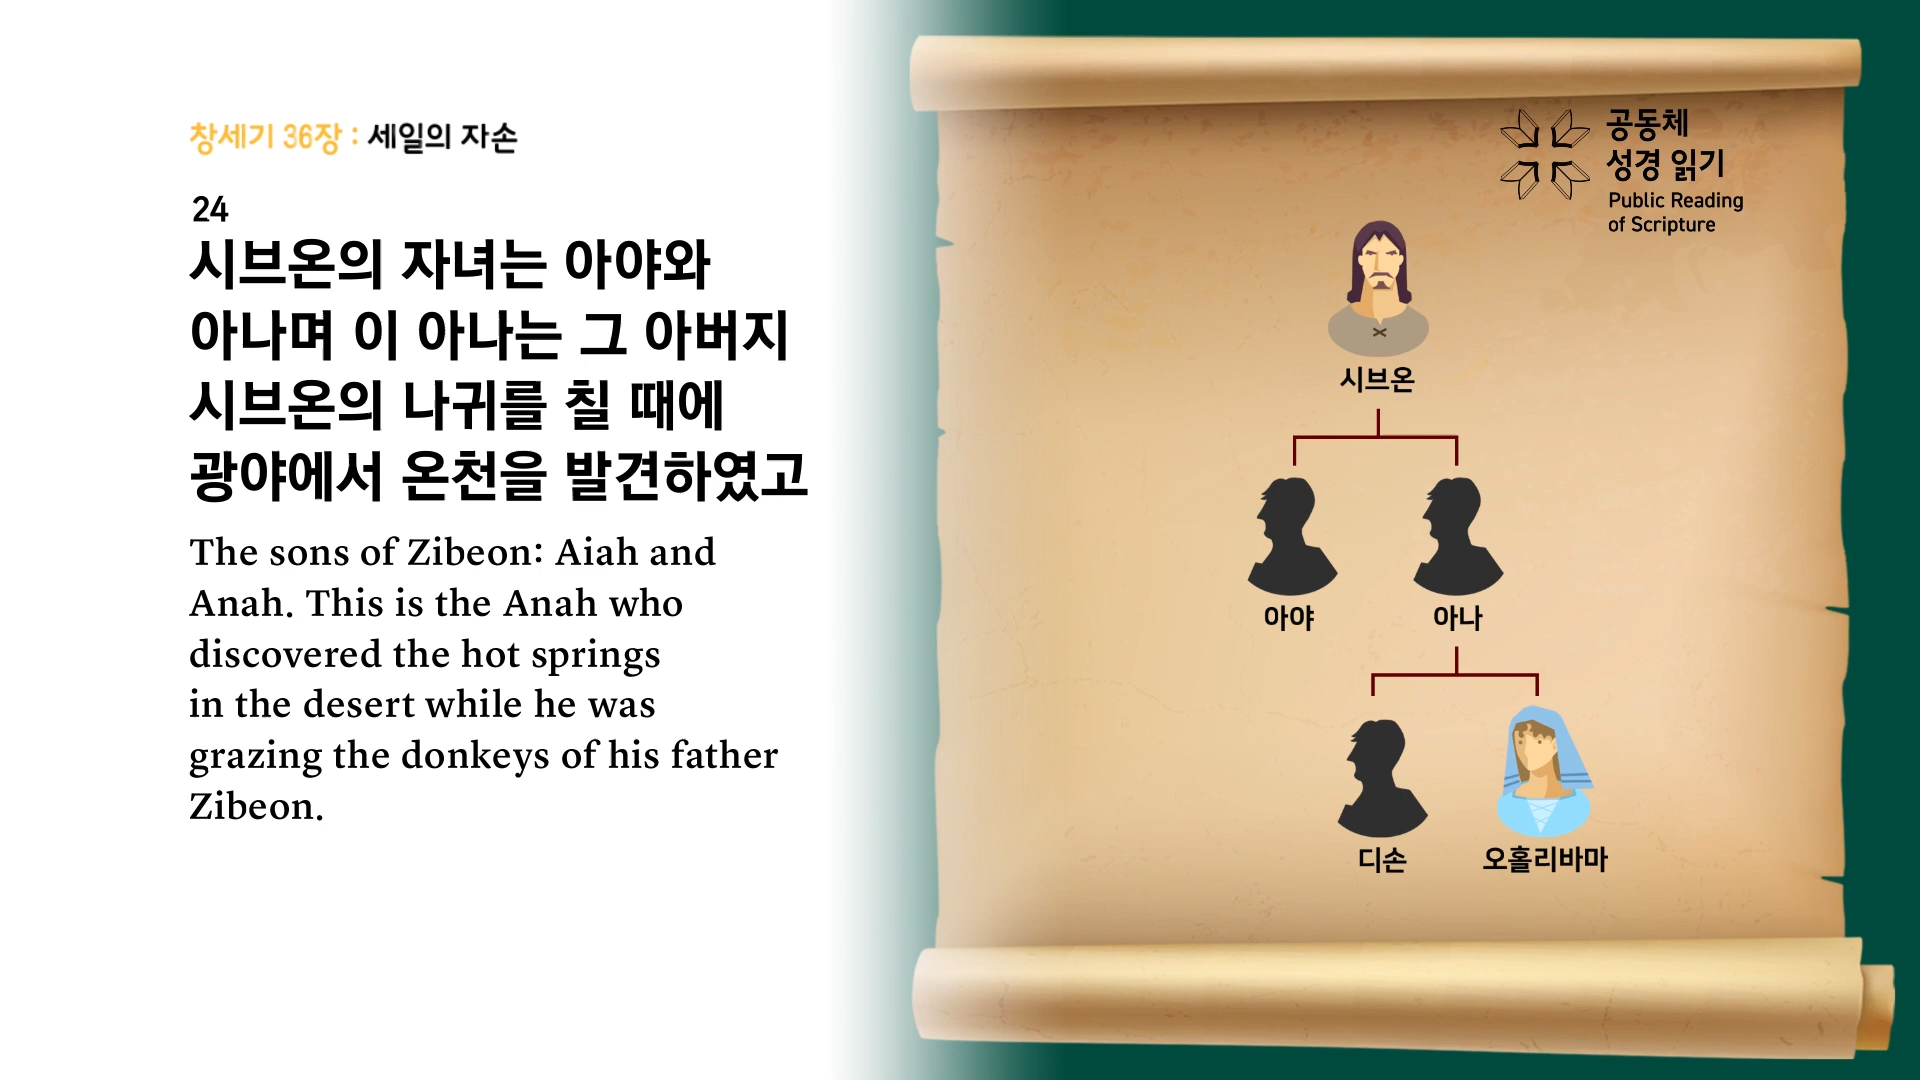 창세기 36장 : 세일의 자손
24
시브온의 자녀는 아야와
아나며 이 아나는 그 아버지
시브온의 나귀를 칠 때에
광야에서 온천을 발견하였고
The sons of Zibeon: Aiah and
Anah. This is the Anah who
discovered the hot springs
in the desert while he was
grazing the donkeys of his father
Zibeon.
공동체
성경 읽기
Public Reading
of Scripture
시브온
아야
아나
디손
오홀리바마